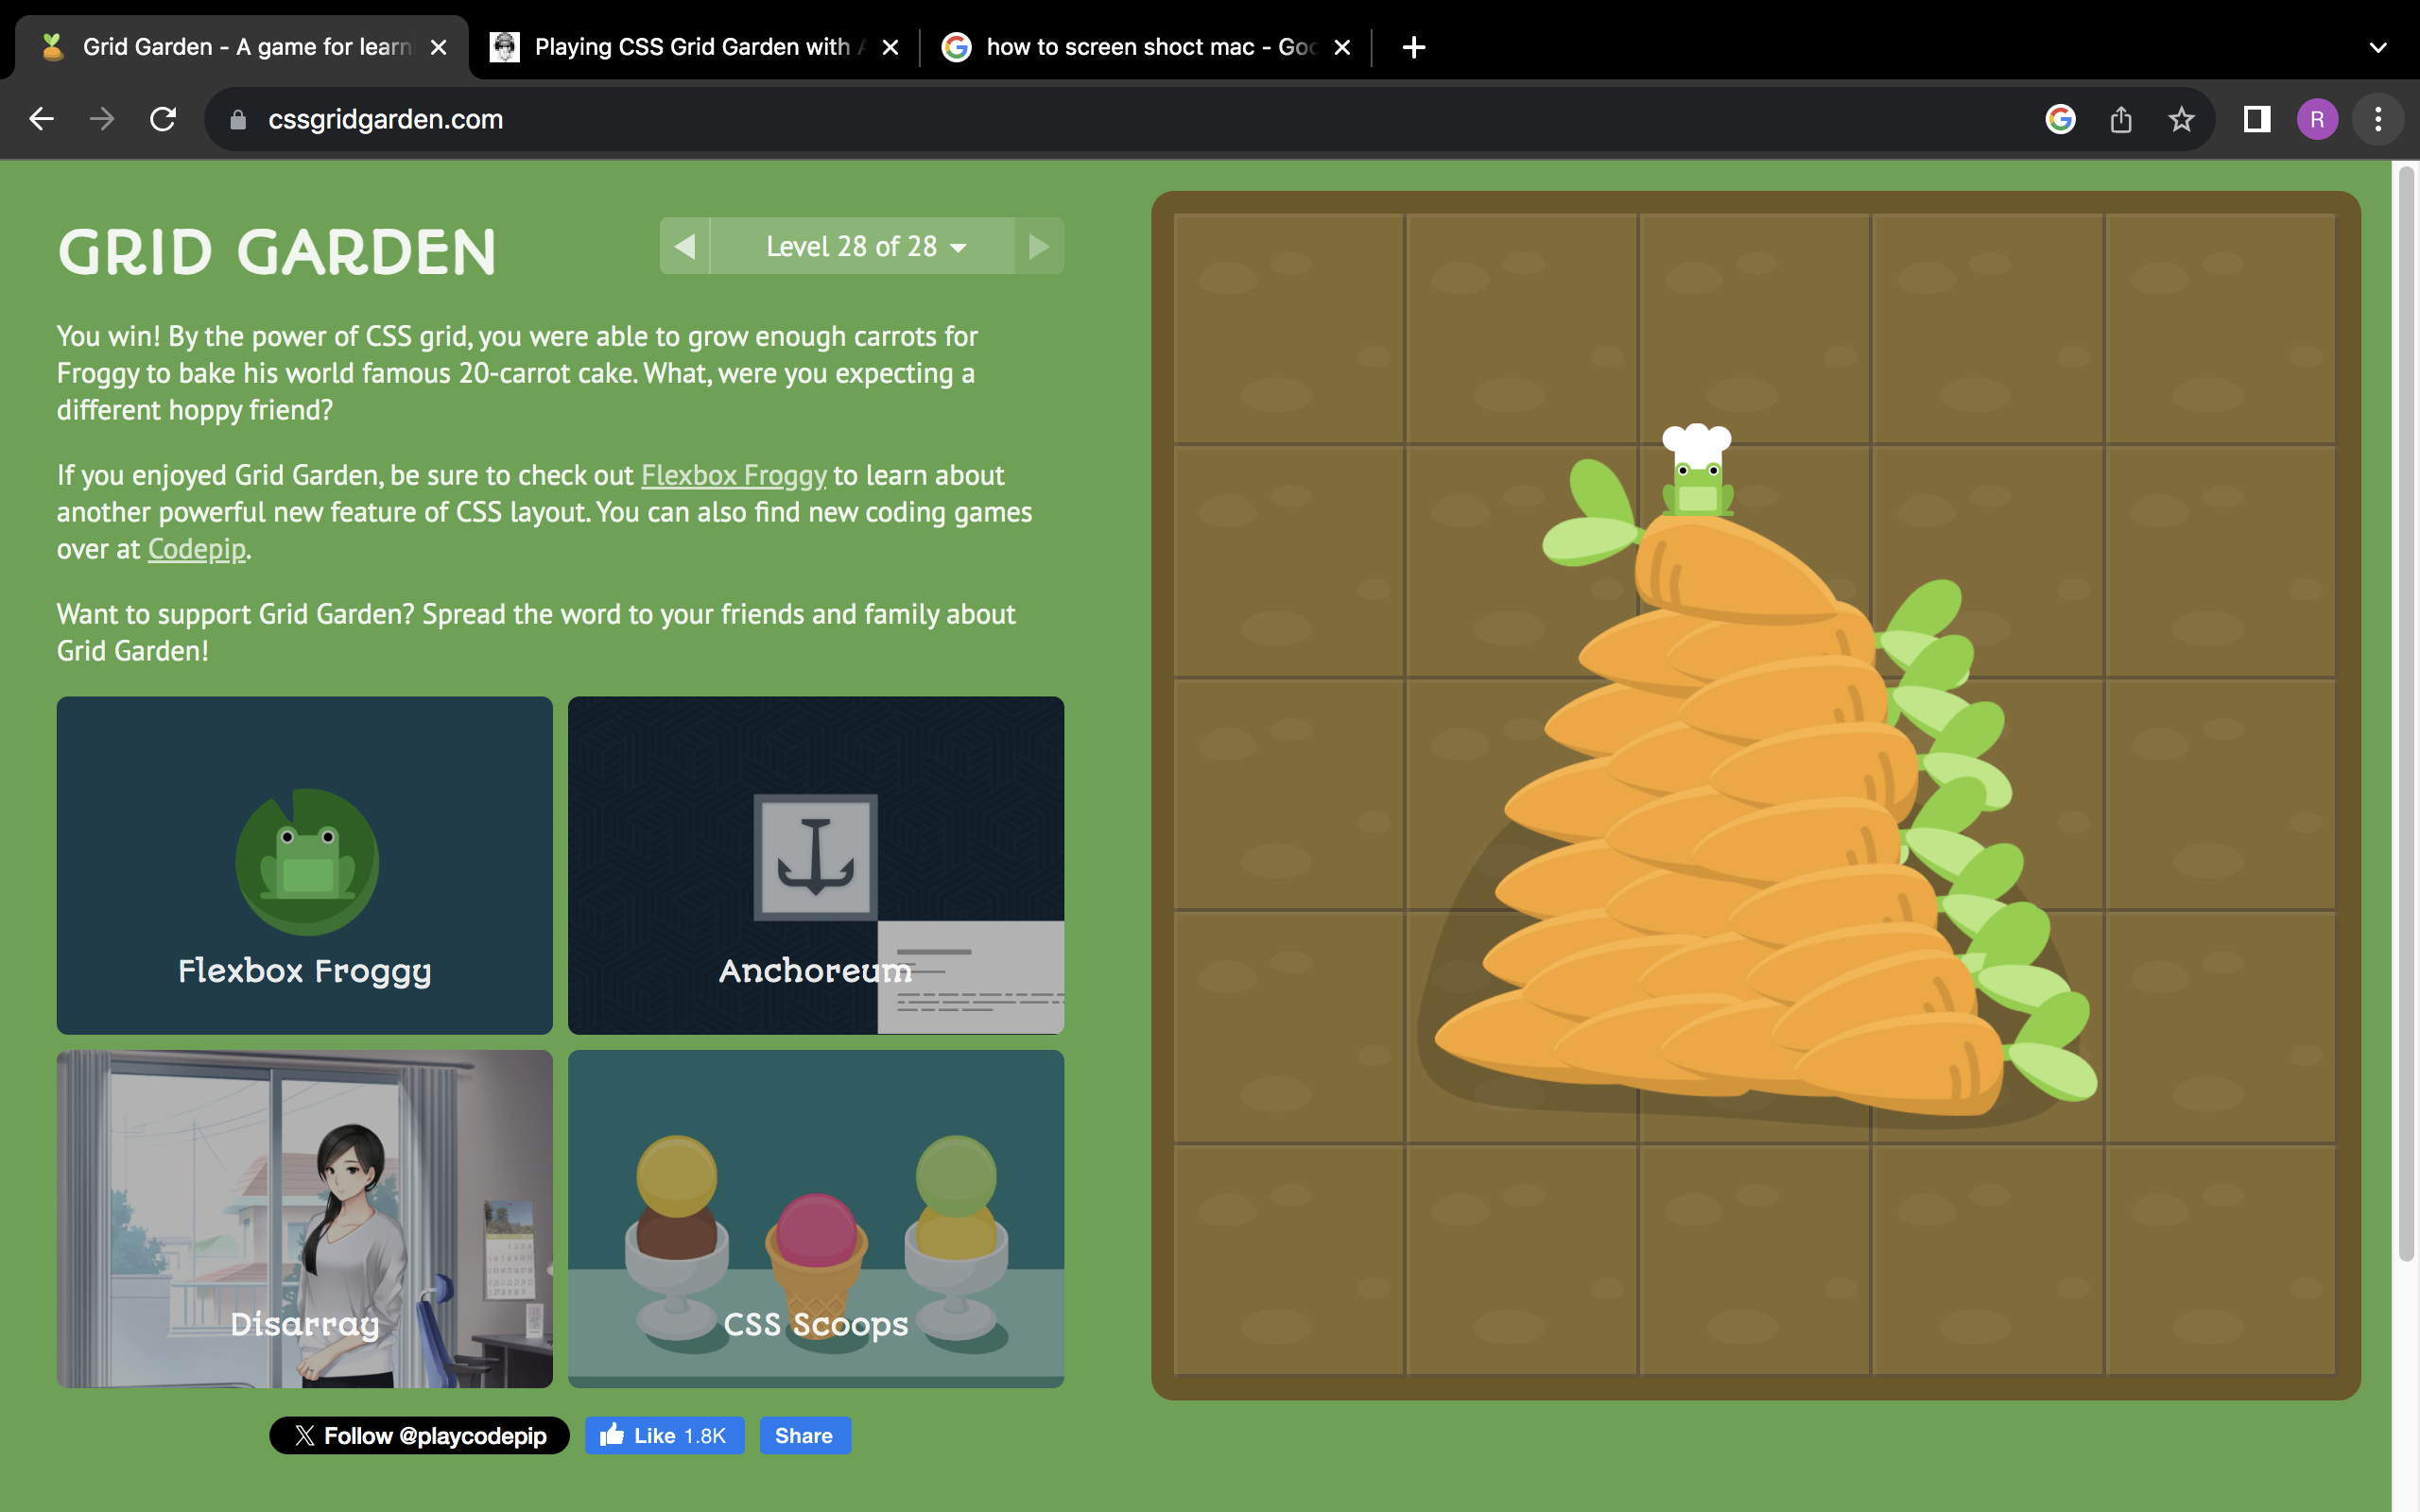 Grid Garden - A game for learn
Playing CSS Grid Garden with
how to screen shoct mac - Goo
cssgridgarden.com
R
GRID GARDEN
Level 28 of 28
You win! By the power of CSS grid, you were able to grow enough carrots for
Froggy to bake his world famous 20-carrot cake. What, were you expecting a
different hoppy friend?
If you enjoyed Grid Garden, be sure to check out Flexbox Froggy to learn about
another powerful new feature of CSS layout. You can also find new coding games
over at Codepip.
Want to support Grid Garden? Spread the word to your friends and family about
Grid Garden!
Flexbox Froggy
Anchoreum
Disarray
CSS Scoops
Follow @playcodepip
Like 1.8K
Share